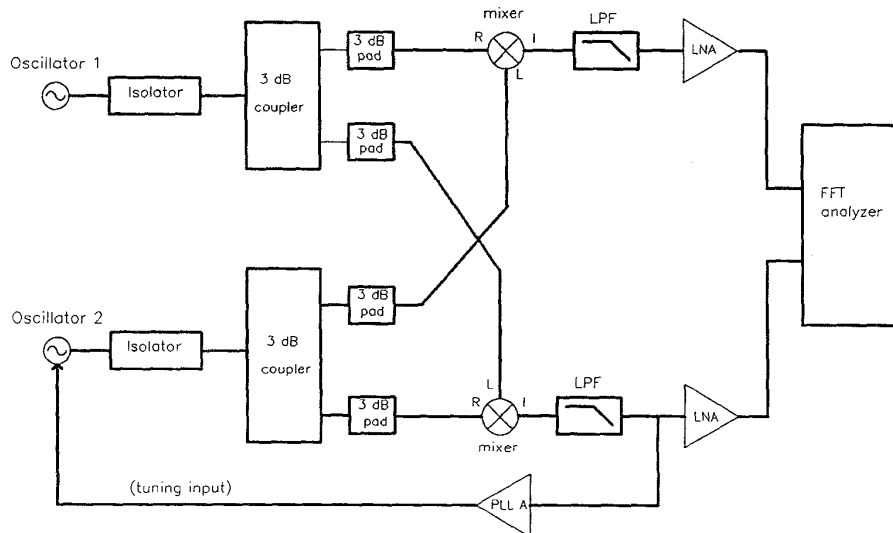 mixer
LPF
3 dB
pad
R
I
LNA
L
Oscillator 1
Isolator
3 dB
coupler
3 dB
pad
FFT
analyzer
3 dB
pad
Oscillator 2
Isolator
3 dB
coupler
L
LPF
3 dB
pad
R
I
LNA
mixer
(tuning input)
PLL A